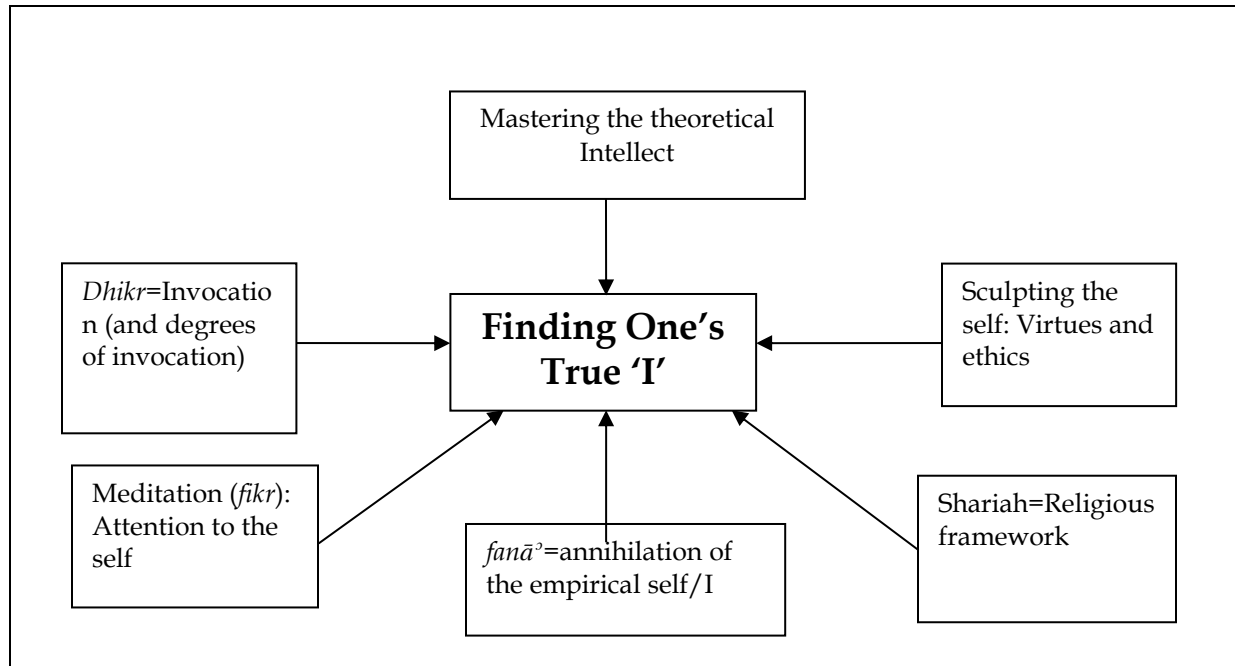 Mastering the theoretical
Intellect
Dhikr=Invocatio
n (and degrees
of invocation)
Finding One’s
True ‘I’
Sculpting the
self: Virtues and
ethics
Meditation (fikr):
Attention to the
self
fanāʾ=annihilation of
the empirical self/I
Shariah=Religious
framework